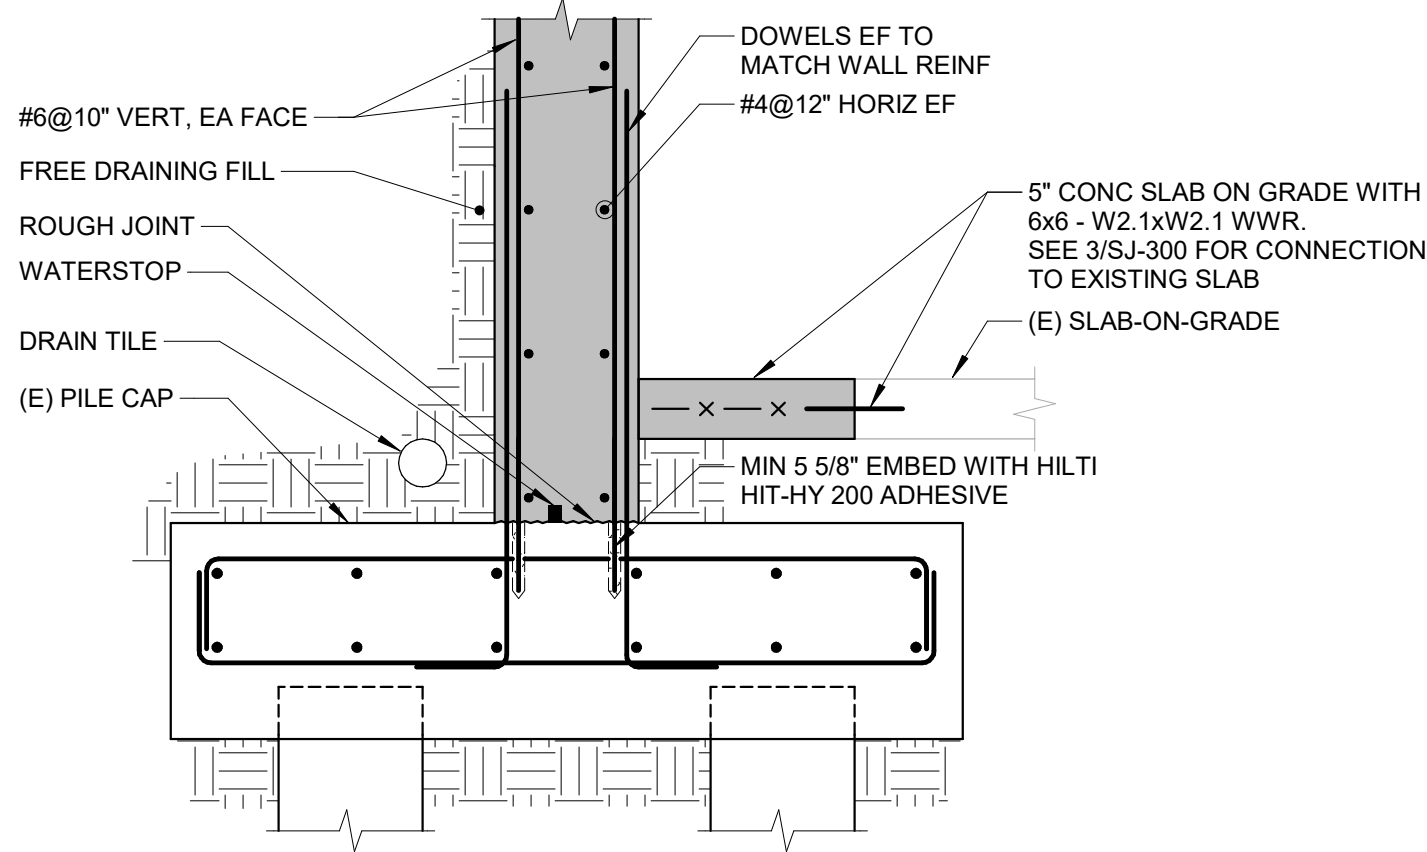 #6@10" VERT, EA FACE
FREE DRAINING FILL
ROUGH JOINT
WATERSTOP
DRAIN TILE
(E) PILE CAP
DOWELS EF TO
MATCH WALL REINF
#4@12" HORIZ EF
5" CONC SLAB ON GRADE WITH
6x6 - W2.1xW2.1 WWR.
SEE 3/SJ-300 FOR CONNECTION
TO EXISTING SLAB
(E) SLAB-ON-GRADE
MIN 5 5/8" EMBED WITH HILTI
HIT-HY 200 ADHESIVE